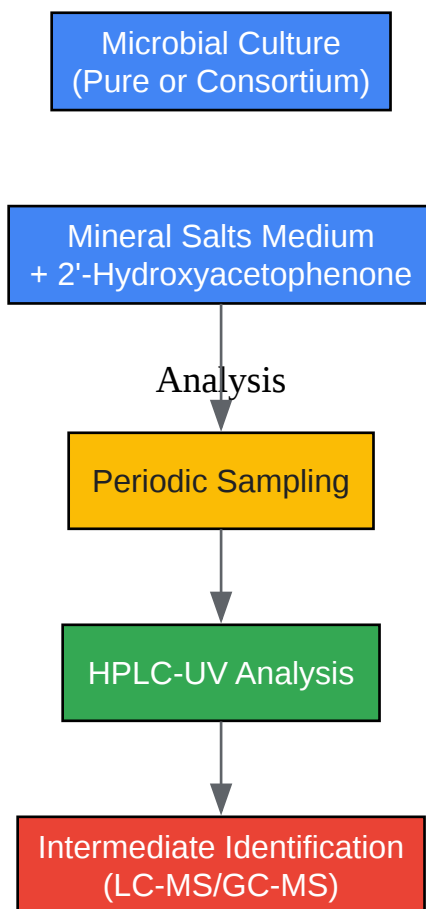 Microbial Culture
(Pure or Consortium)
Mineral Salts Medium
+ 2'-Hydroxyacetophenone
Analysis
Periodic Sampling
HPLC-UV Analysis
Intermediate Identification
(LC-MS/GC-MS)